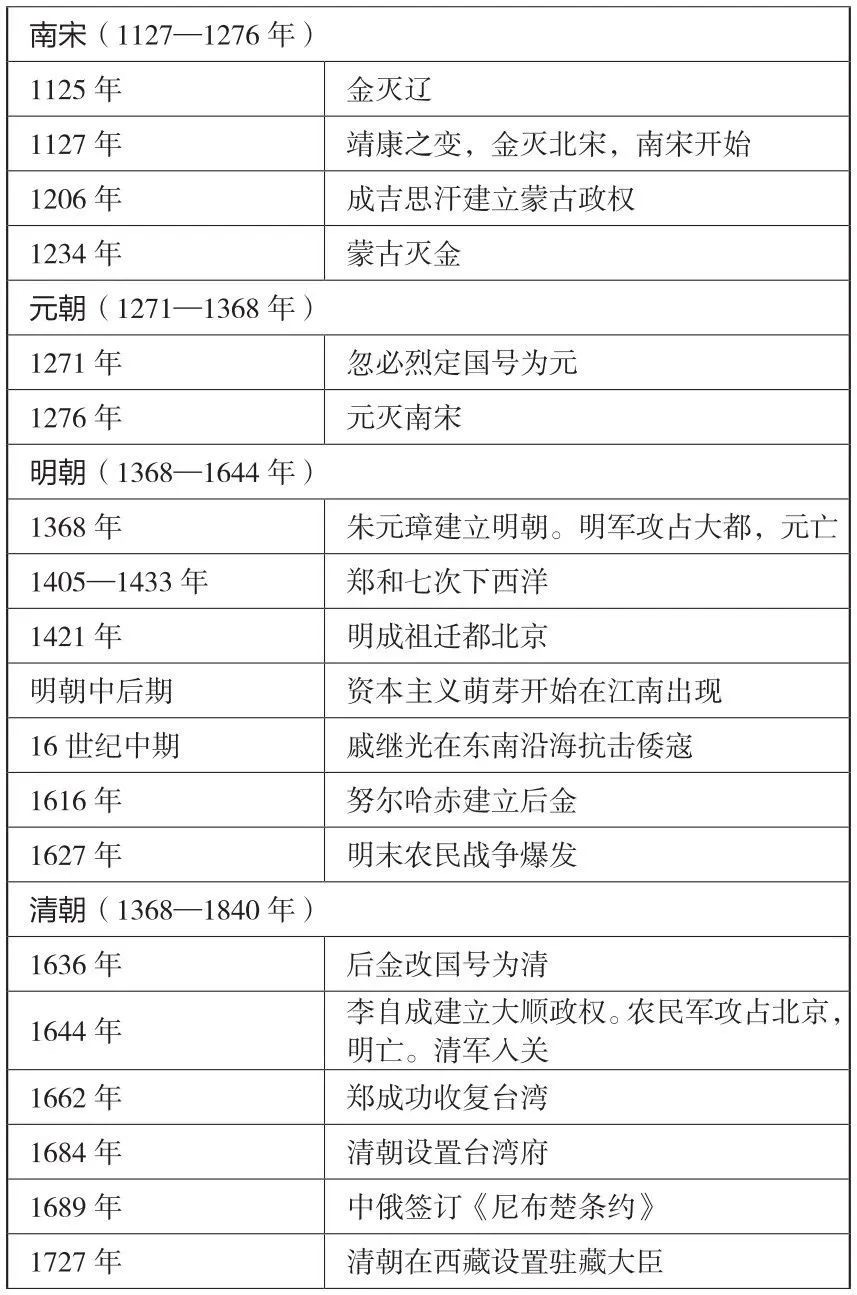 南宋（1127—1276 年）
1125 年 金灭辽
1127 年 靖康之变，金灭北宋，南宋开始
1206 年 成吉思汗建立蒙古政权
1234 年 蒙古灭金
元朝（1271—1368 年）
1271 年 忽必烈定国号为元
1276 年 元灭南宋
明朝（1368—1644 年）
1368 年 朱元璋建立明朝。明军攻占大都，元亡
1405—1433 年 郑和七次下西洋
1421 年 明成祖迁都北京
明朝中后期 资本主义萌芽开始在江南出现
16 世纪中期 戚继光在东南沿海抗击倭寇
1616 年 努尔哈赤建立后金
1627 年 明末农民战争爆发
清朝（1368—1840 年）
1636 年 后金改国号为清
1644 年 李自成建立大顺政权。农民军攻占北京，
明亡。清军入关
1662 年 郑成功收复台湾
1684 年 清朝设置台湾府
1689 年 中俄签订《尼布楚条约》
1727 年 清朝在西藏设置驻藏大臣